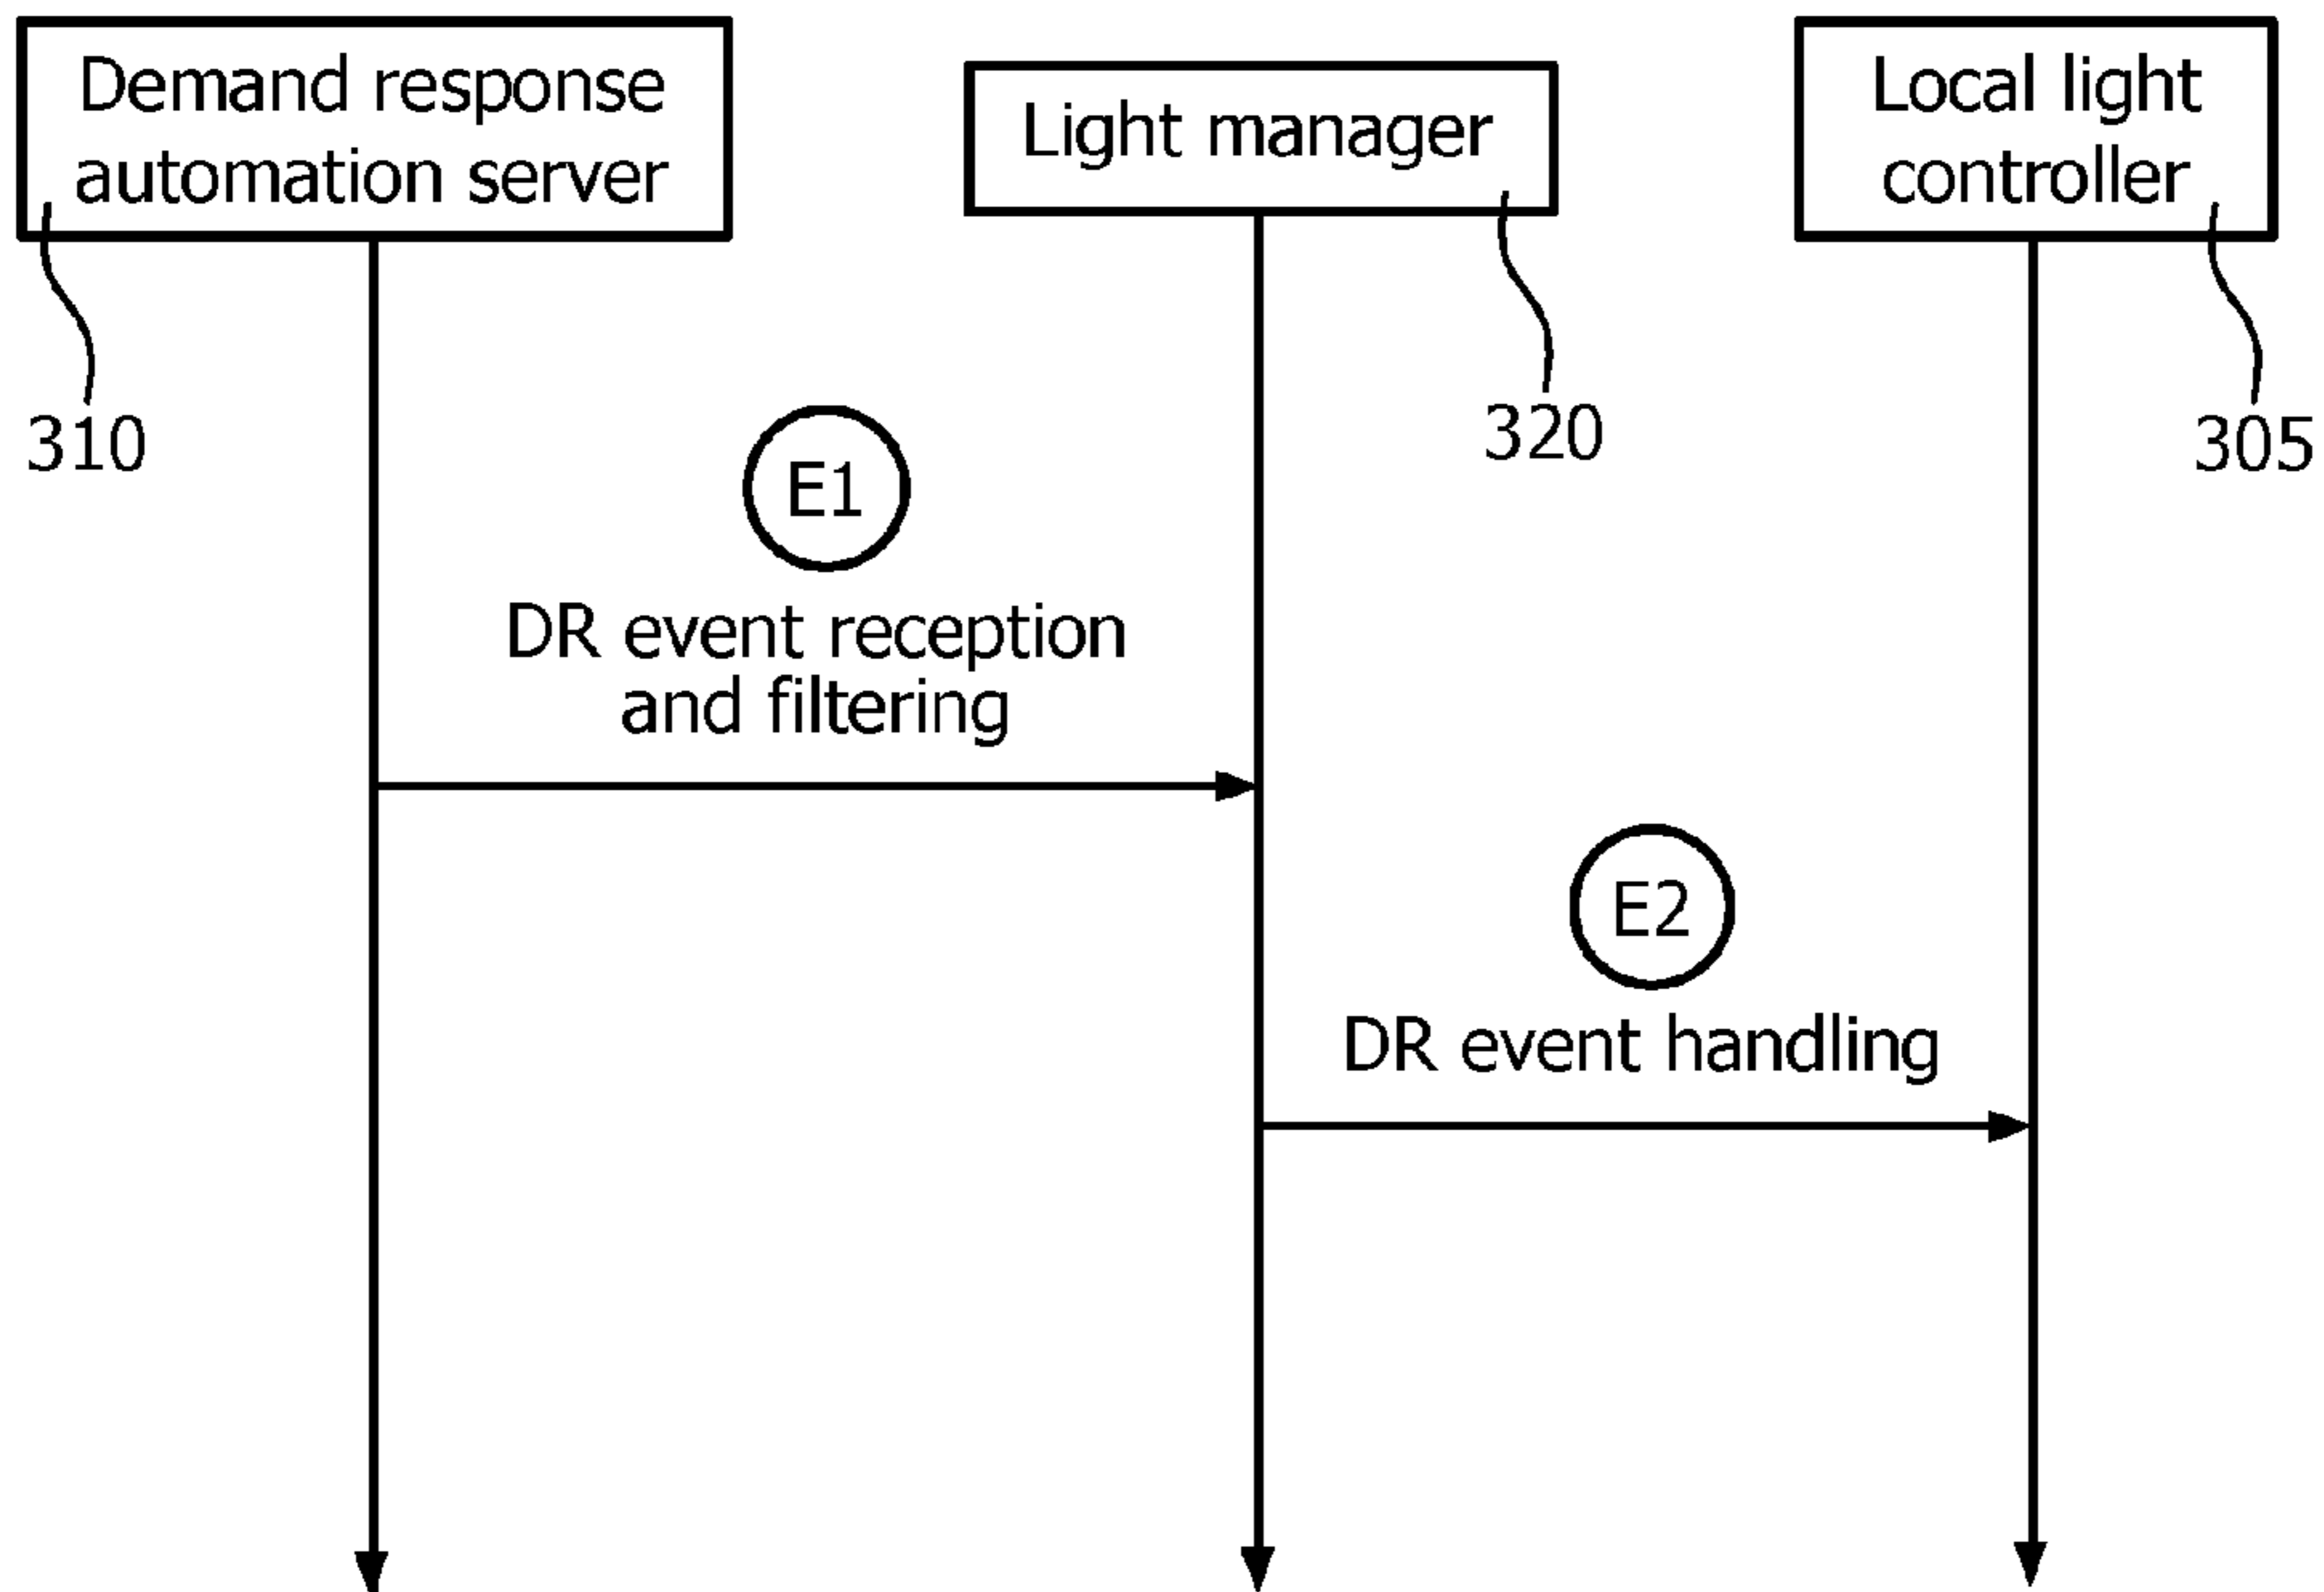 Demand response
automation server
Light manager
Local light
controller
310
320
305
E1
DR event reception
and filtering
E2
DR event handling